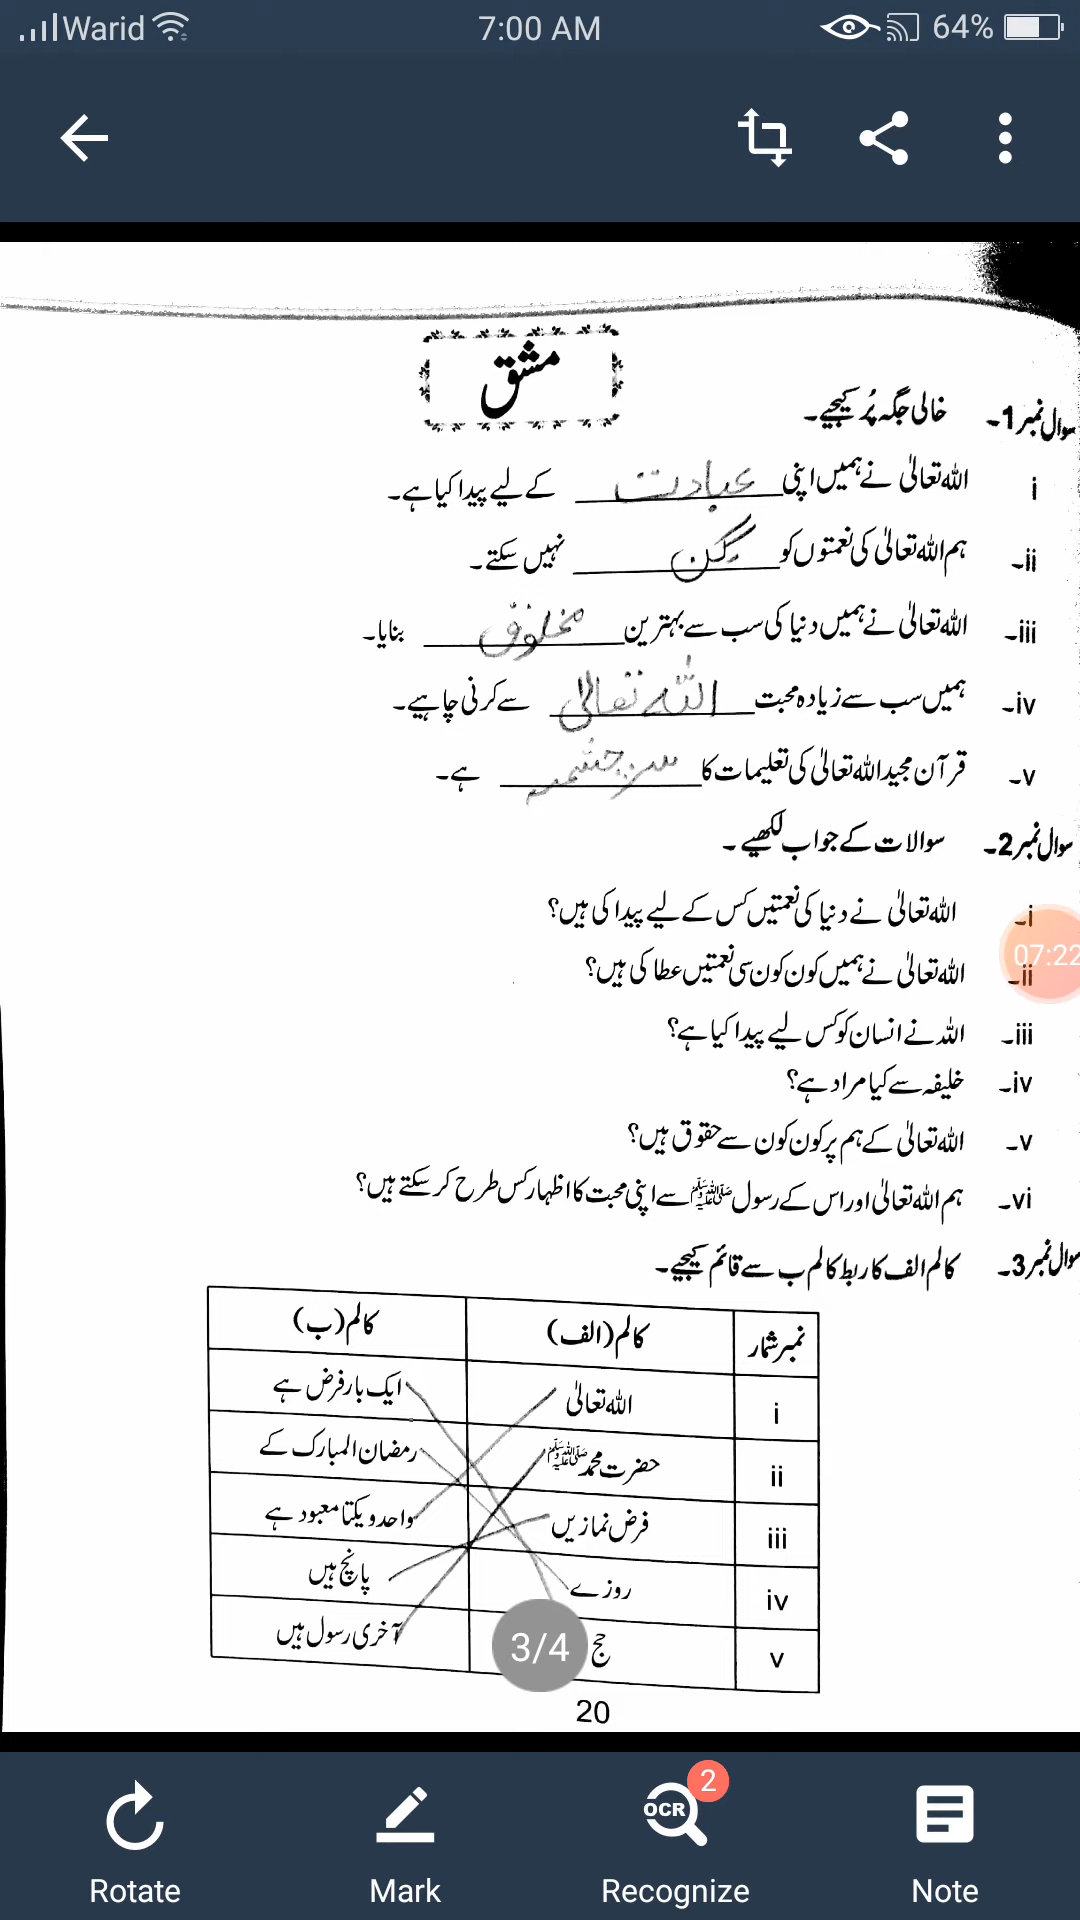 Warid 7:00 AM 64%
مشق
سوال نمبر 1۔ خالی جگہ پُر کیجیے۔
i اللہ تعالیٰ نے ہمیں اپنی عبادت کے لیے پیدا کیا ہے۔
ii۔ ہم اللہ تعالیٰ کی نعمتوں کو گن نہیں سکتے۔
iii۔ اللہ تعالیٰ نے ہمیں دنیا کی سب سے بہترین مخلوق بنایا۔
iv۔ ہمیں سب سے زیادہ محبت اللہ تعالیٰ سے کرنی چاہیے۔
v۔ قرآن مجید اللہ تعالیٰ کی تعلیمات کا سرچشمہ ہے۔
سوال نمبر 2۔ سوالات کے جواب لکھیے۔
i۔ اللہ تعالیٰ نے دنیا کی نعمتیں کس کے لیے پیدا کی ہیں؟
07:22
ii۔ اللہ تعالیٰ نے ہمیں کون کون سی نعمتیں عطا کی ہیں؟
iii۔ اللہ نے انسان کو کس لیے پیدا کیا ہے؟
iv۔ خلیفہ سے کیا مراد ہے؟
v۔ اللہ تعالیٰ کے ہم پر کون کون سے حقوق ہیں؟
vi۔ ہم اللہ تعالیٰ اور اس کے رسول ﷺ سے اپنی محبت کا اظہار کس طرح کر سکتے ہیں؟
سوال نمبر 3۔ کالم الف کا ربط کالم ب سے قائم کیجیے۔
نمبر شمار کالم (الف) کالم (ب)
i اللہ تعالیٰ ایک بار فرض ہے
ii حضرت محمد ﷺ رمضان المبارک کے
iii فرض نمازیں واحد و یکتا معبود ہے
iv روزے پانچ ہیں
v حج آخری رسول ہیں
3/4
20
2
OCR
Rotate Mark Recognize Note